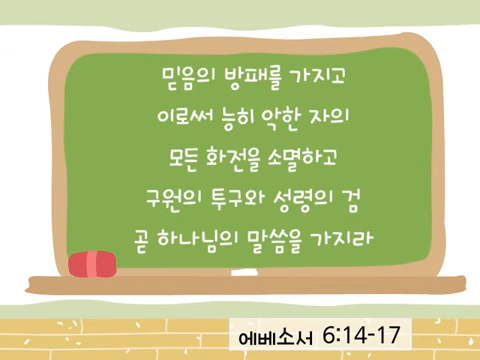 믿음의 방패를 가지고
이로써 능히 악한 자의
모든 화전을 소멸하고
구원의 투구와 성령의 검
곧 하나님의 말씀을 가지라
에베소서 6:14-17